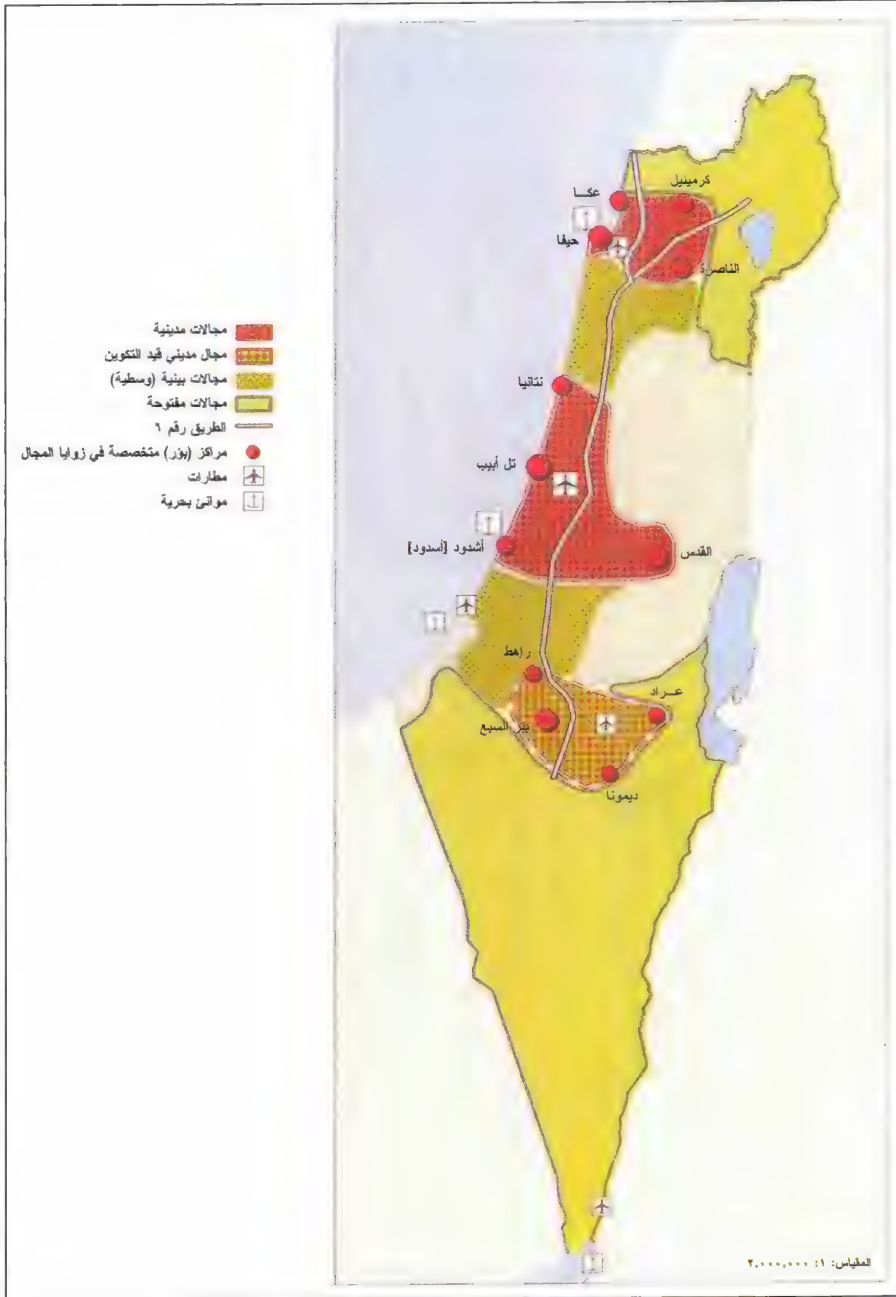 كرميئيل
عكـا
حيفا
الناصرة
مجالات مدينية
مجال مديني قيد التكوين
مجالات بينية (وسطية)
مجالات مفتوحة
الطريق رقم ٦
مراكز (بؤر) متخصصة في زوايا المجال
مطارات
موانئ بحرية
نتانيا
تل أبيب
أشدود [أسدود]
القدس
راهط
عـراد
بئر السبع
ديمونا
المقياس: ١: ٢،٠٠٠،٠٠٠